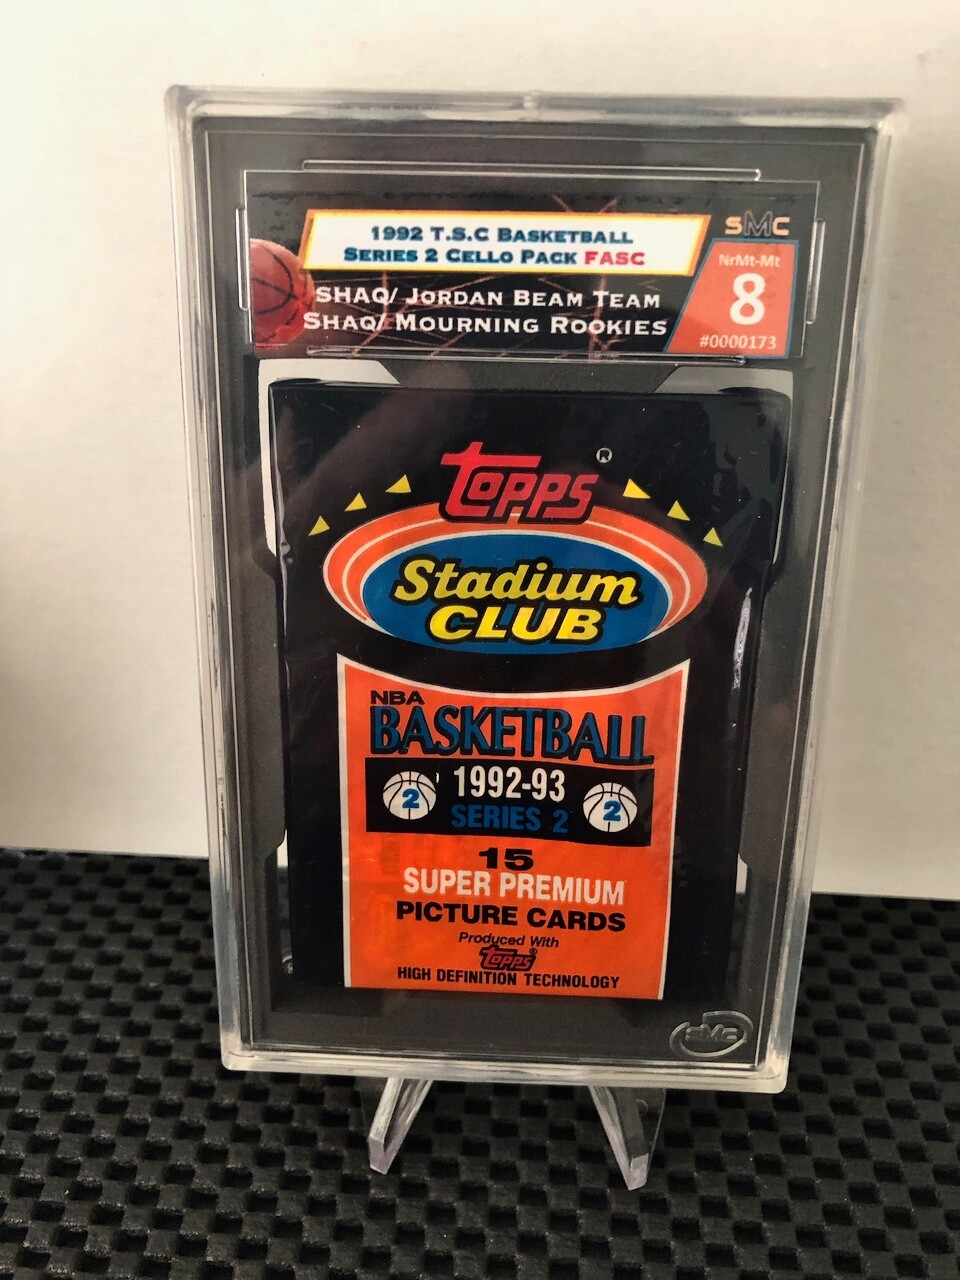 1992 T.S.C BASKETBALL
SERIES 2 CELLO PACK FASC
SHAQ/ JORDAN BEAM TEAM
SHAQ/ MOURNING ROOKIES
SMC
NrMt-Mt
8
#0000173
TOPPS ®
Stadium
CLUB
NBA
BASKETBALL
2 1992-93 2
SERIES 2
15
SUPER PREMIUM
PICTURE CARDS
Produced With
TOPPS®
HIGH DEFINITION TECHNOLOGY
SMC